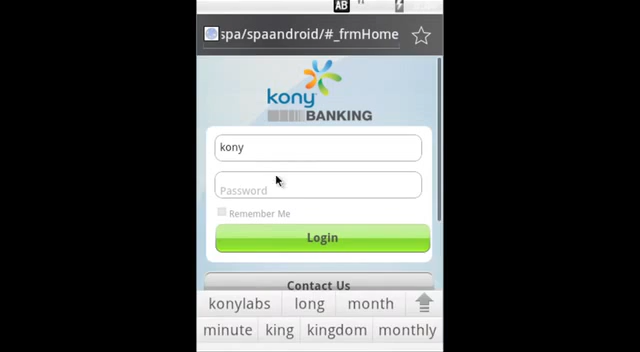 AB
spa/spaandroid/#_frmHome
kony
BANKING
kony
Password
Remember Me
Login
Contact Us
konylabs long month
minute king kingdom monthly